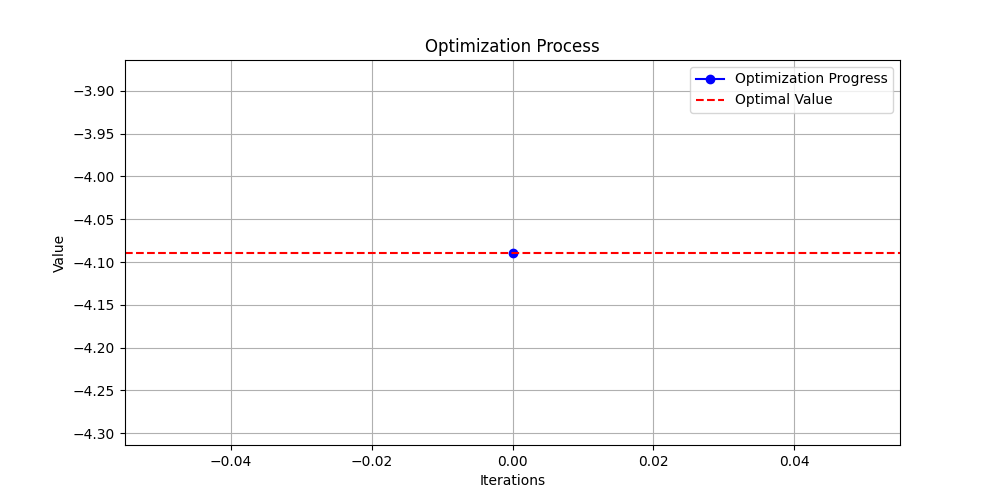 Optimization Process
Optimization Progress
Optimal Value
−3.90
−3.95
−4.00
−4.05
−4.10
−4.15
−4.20
−4.25
−4.30
Value
−0.04
−0.02
0.00
0.02
0.04
Iterations